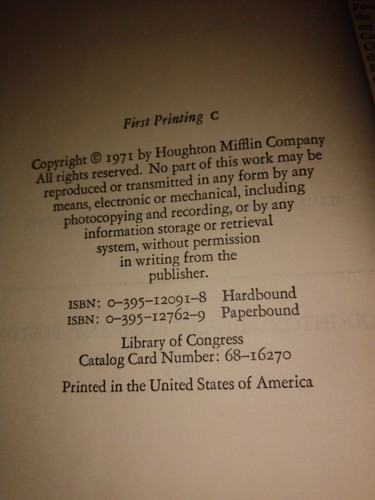 First Printing C
Copyright © 1971 by Houghton Mifflin Company
All rights reserved. No part of this work may be
reproduced or transmitted in any form by any
means, electronic or mechanical, including
photocopying and recording, or by any
information storage or retrieval
system, without permission
in writing from the
publisher.
ISBN: 0-395-12091-8 Hardbound
ISBN: 0-395-12762-9 Paperbound
Library of Congress
Catalog Card Number: 68-16270
Printed in the United States of America